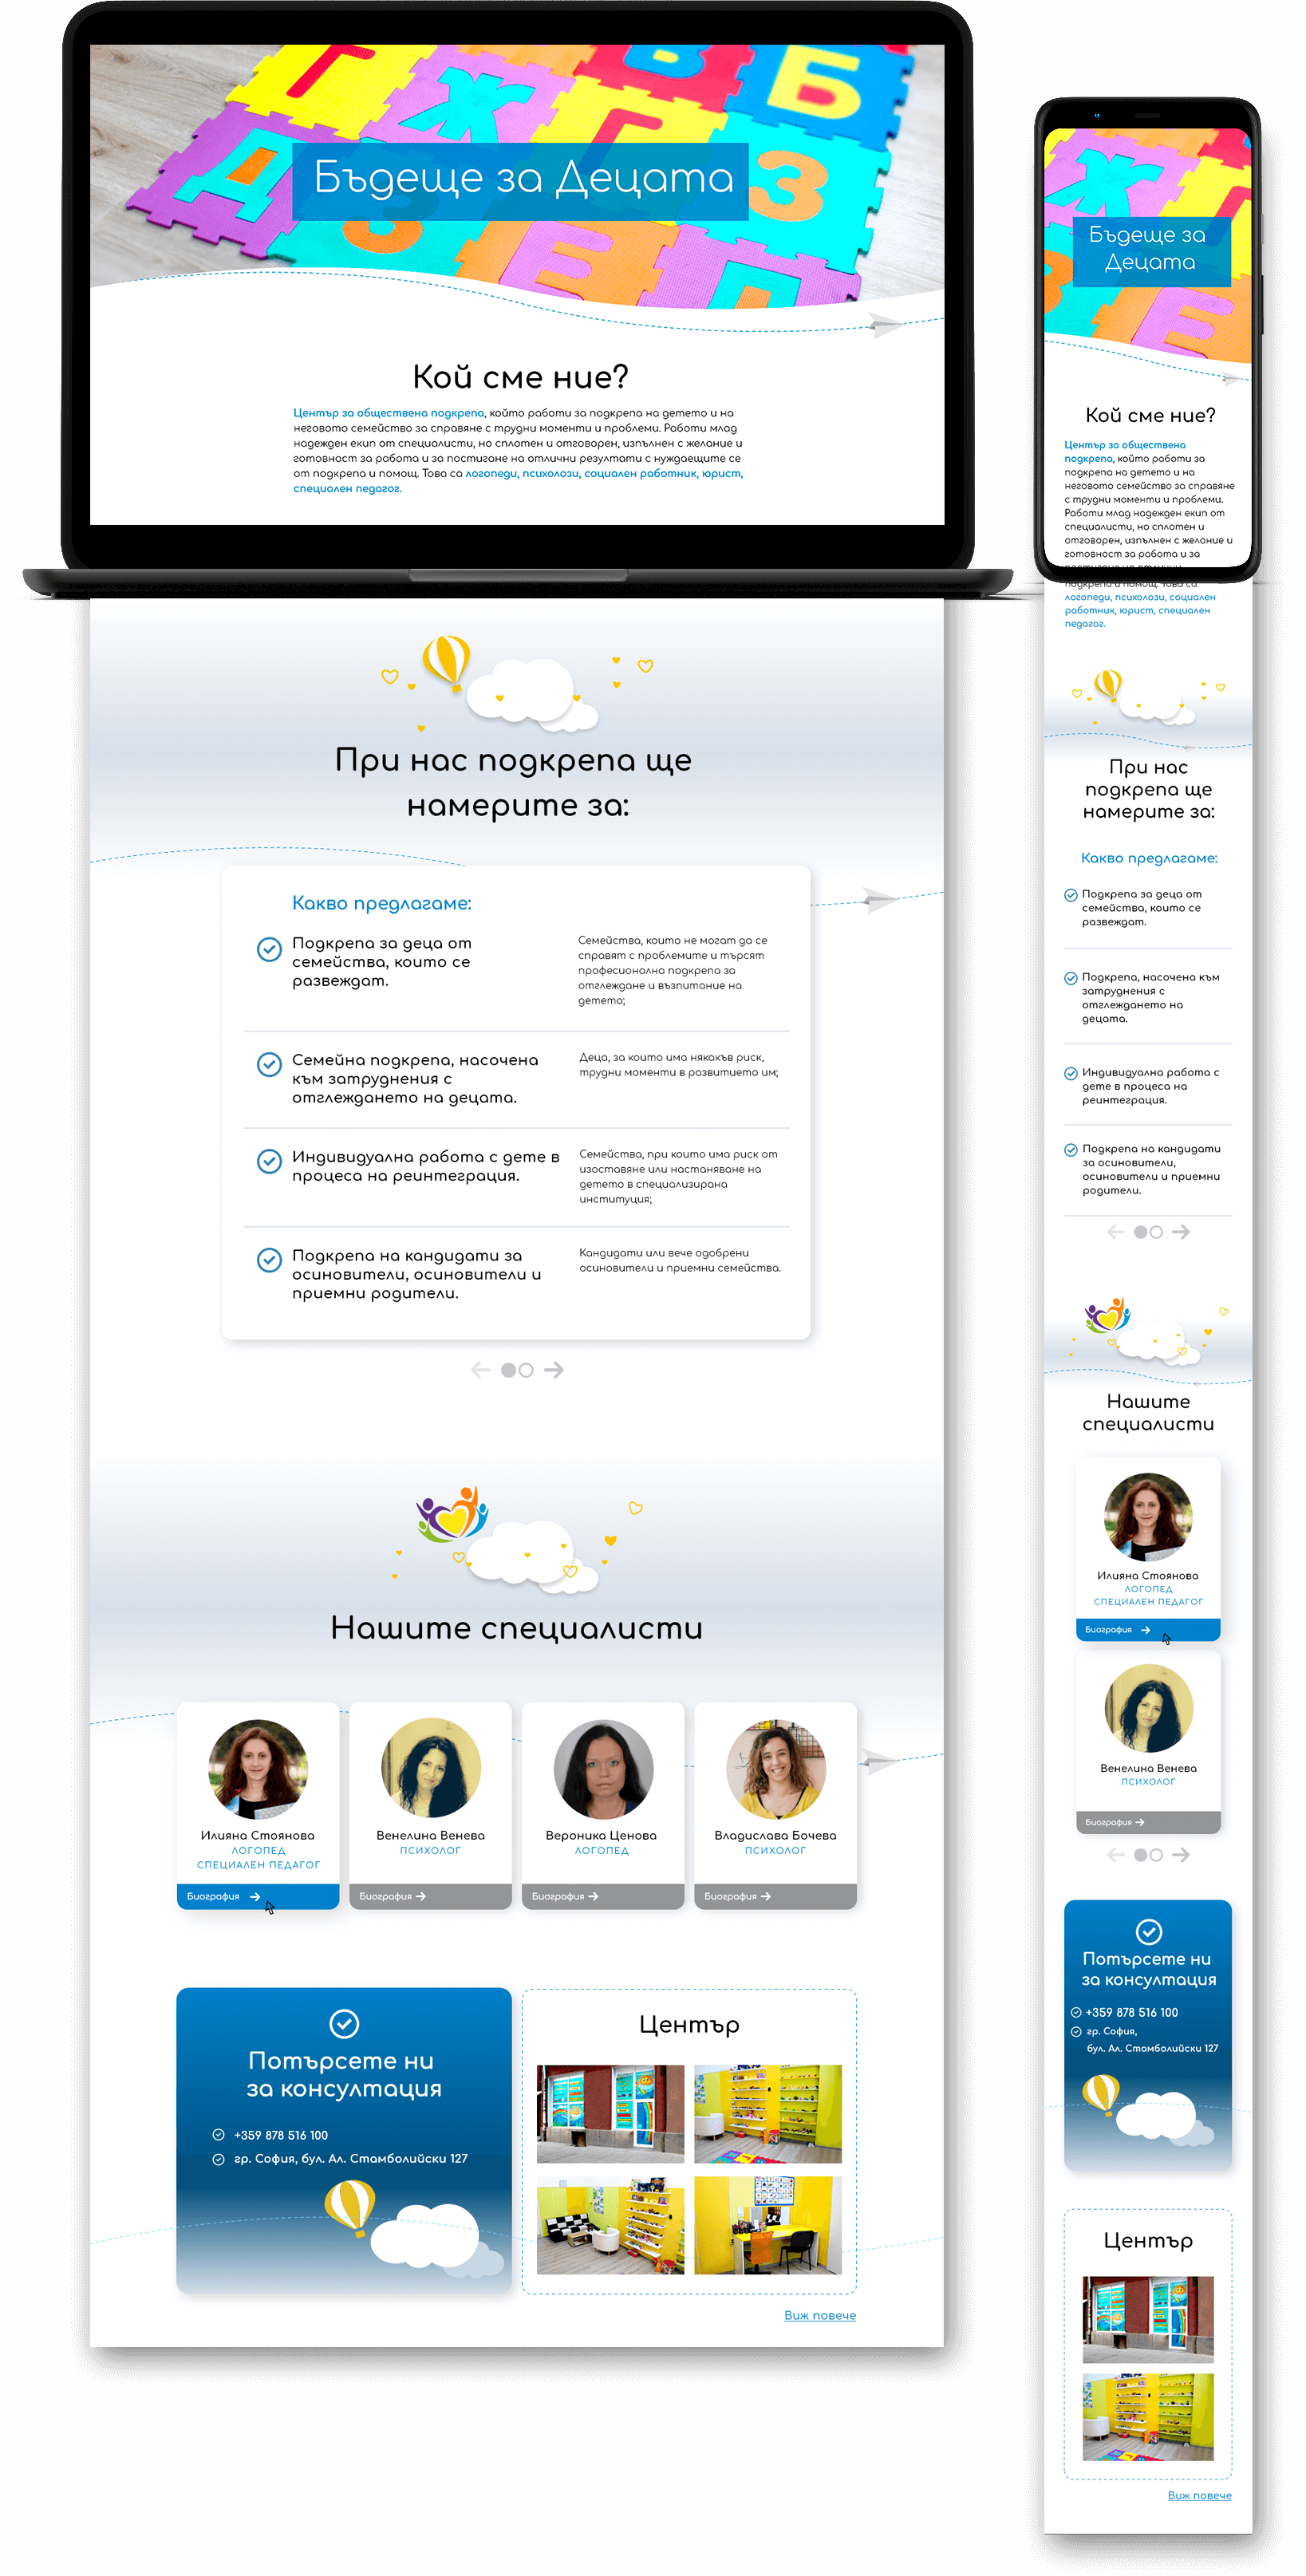 Бъдеще за Децата
Кой сме ние?
Център за обществена подкрепа, който работи за подкрепа на детето и на
неговото семейство за справяне с трудни моменти и проблеми. Работи млад
надежден екип от специалисти, но сплотен и отговорен, изпълнен с желание и
готовност за работа и за постигане на отлични резултати с нуждаещите се
от подкрепа и помощ. Това са логопеди, психолози, социален работник, юрист,
специален педагог.
При нас подкрепа ще
намерите за:
Какво предлагаме:
Подкрепа за деца от
семейства, които се
развеждат.
Семейства, които не могат да се
справят с проблемите и търсят
професионална подкрепа за
отглеждане и възпитание на
детето;
Семейна подкрепа, насочена
към затруднения с
отглеждането на децата.
Деца, за които има някакъв риск,
трудни моменти в развитието им;
Индивидуална работа с дете в
процеса на реинтеграция.
Семейства, при които има риск от
изоставяне или настаняване на
детето в специализирана
институция;
Подкрепа на кандидати за
осиновители, осиновители и
приемни родители.
Кандидати или вече одобрени
осиновители и приемни семейства.
Нашите специалисти
Илияна Стоянова
ЛОГОПЕД
СПЕЦИАЛЕН ПЕДАГОГ
Биография
Венелина Венева
ПСИХОЛОГ
Биография
Вероника Ценова
ЛОГОПЕД
Биография
Владислава Бочева
ПСИХОЛОГ
Биография
Потърсете ни
за консултация
+359 878 516 100
гр. София, бул. Ал. Стамболийски 127
Център
Виж повече
Бъдеще за
Децата
Кой сме ние?
Център за обществена
подкрепа, който работи за
подкрепа на детето и на
неговото семейство за справяне
с трудни моменти и проблеми.
Работи млад надежден екип от
специалисти, но сплотен и
отговорен, изпълнен с желание и
готовност за работа и за
подкрепа и помощ. Това са
логопеди, психолози, социален
работник, юрист, специален
педагог.
При нас
подкрепа ще
намерите за:
Какво предлагаме:
Подкрепа за деца от
семейства, които се
развеждат.
Подкрепа, насочена към
затруднения с
отглеждането на
децата.
Индивидуална работа с
дете в процеса на
реинтеграция.
Подкрепа на кандидати
за осиновители,
осиновители и приемни
родители.
Нашите
специалисти
Илияна Стоянова
ЛОГОПЕД
СПЕЦИАЛЕН ПЕДАГОГ
Биография
Венелина Венева
ПСИХОЛОГ
Биография
Потърсете ни
за консултация
+359 878 516 100
гр. София,
бул. Ал. Стамболийски 127
Център
Виж повече